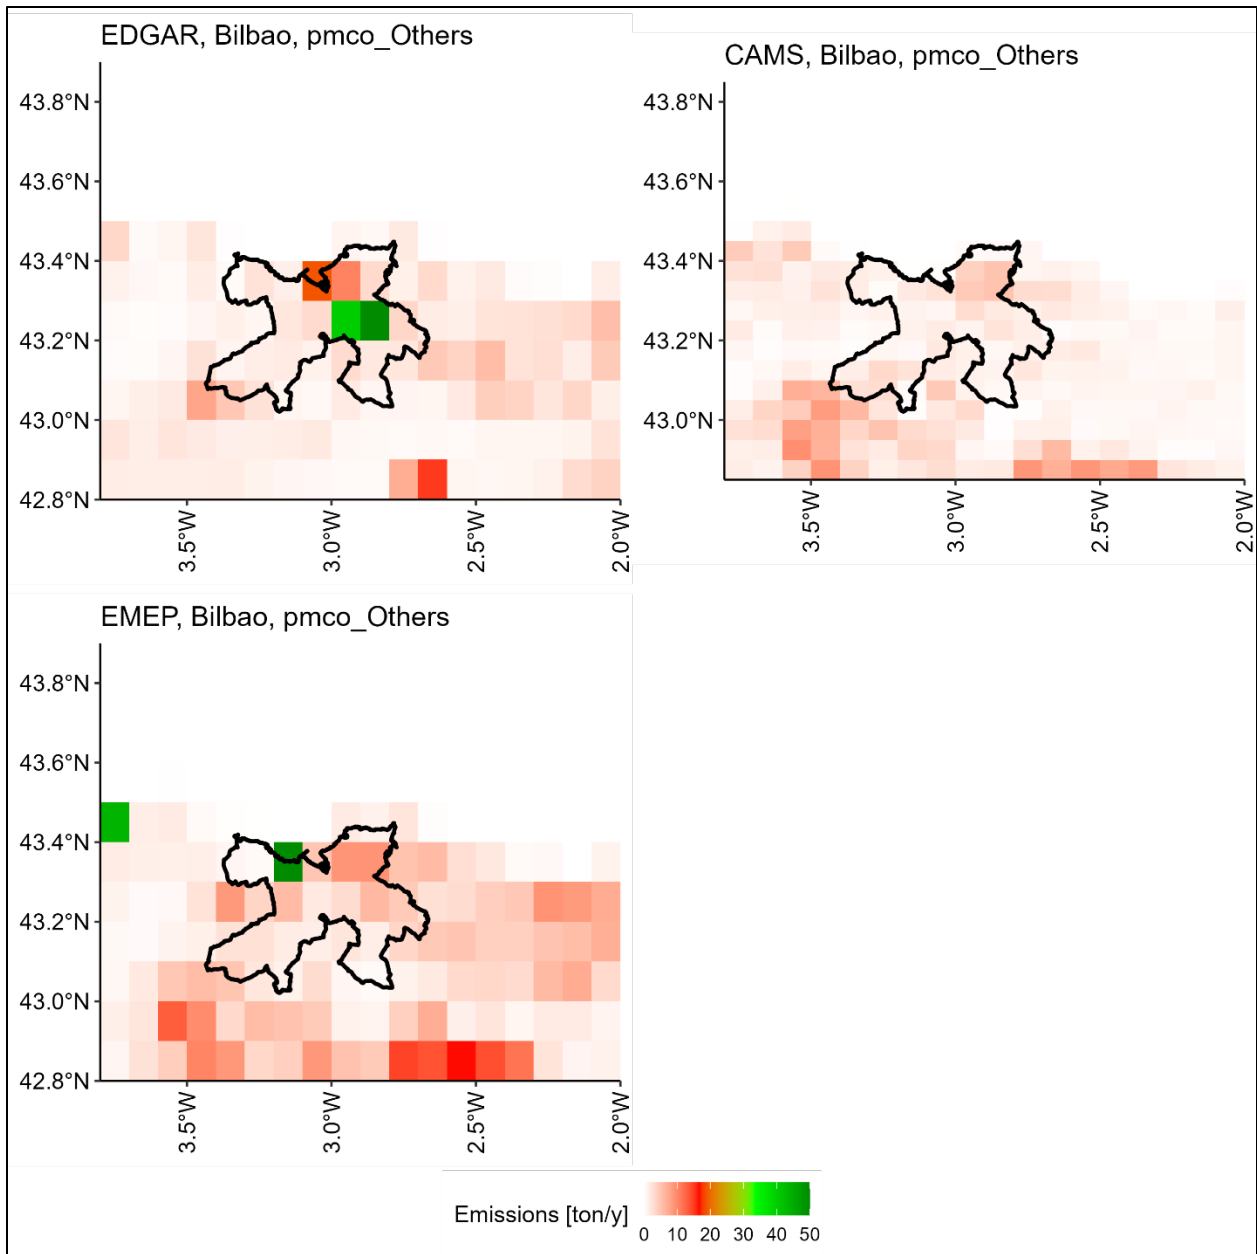 EDGAR, Bilbao, pmco_Others
43.8°N
43.6°N
43.4°N
43.2°N
43.0°N
42.8°N
3.5°W
3.0°W
2.5°W
2.0°W
CAMS, Bilbao, pmco_Others
43.8°N
43.6°N
43.4°N
43.2°N
43.0°N
3.5°W
3.0°W
2.5°W
2.0°W
EMEP, Bilbao, pmco_Others
43.8°N
43.6°N
43.4°N
43.2°N
43.0°N
42.8°N
3.5°W
3.0°W
2.5°W
2.0°W
Emissions [ton/y]
0 10 20 30 40 50